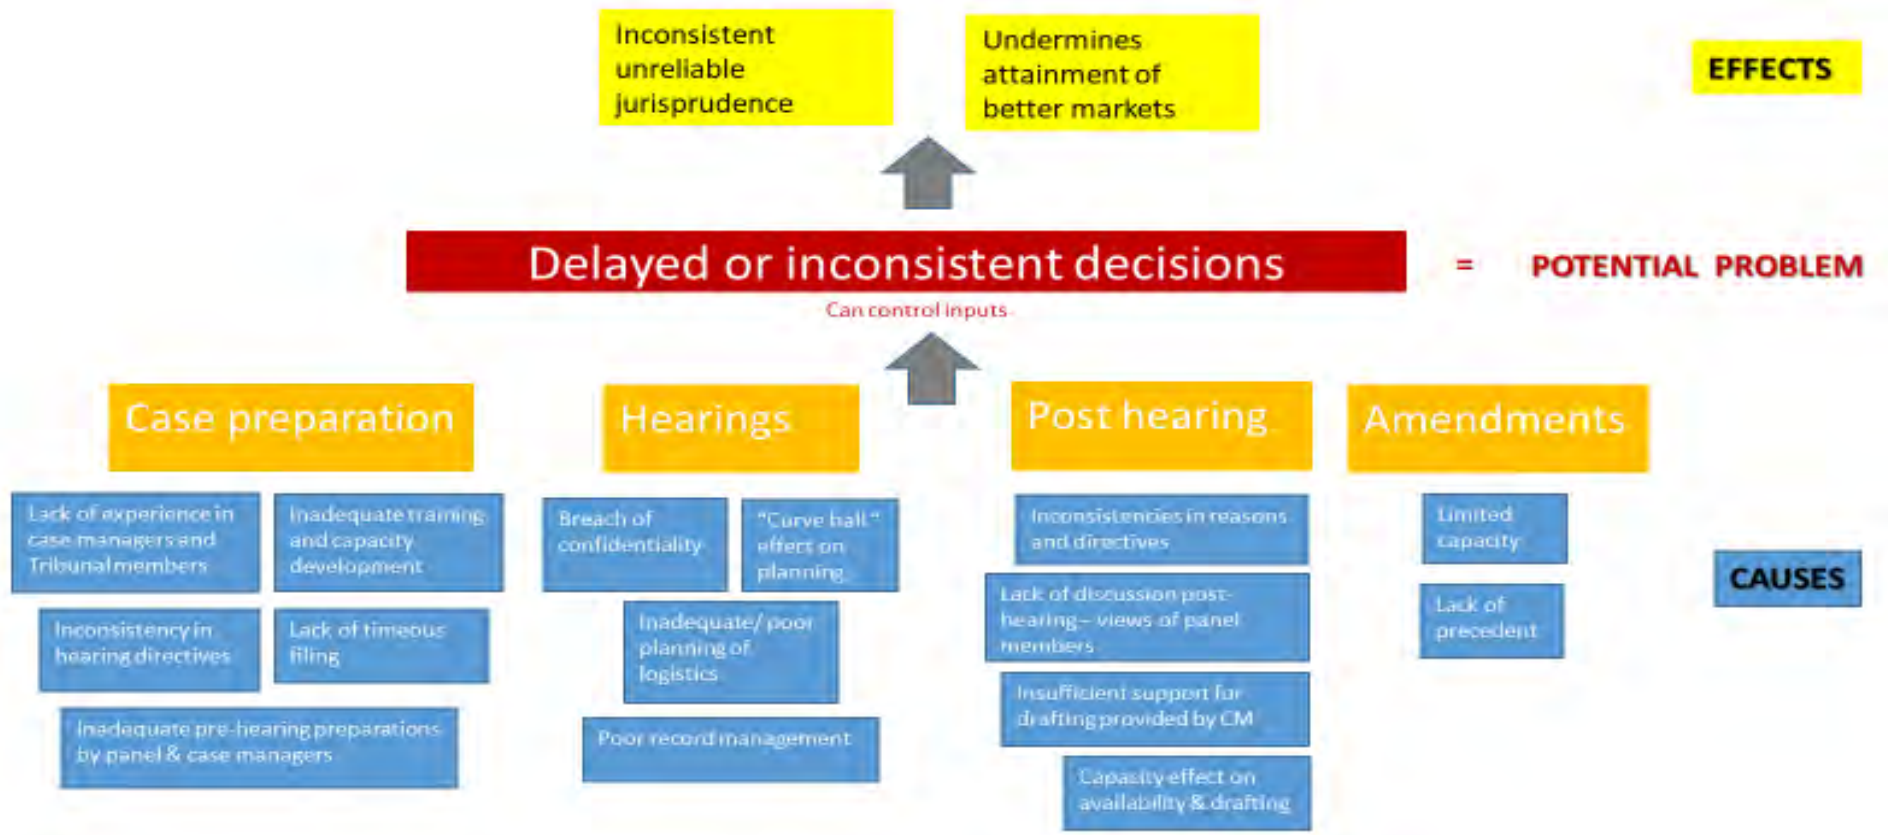 Inconsistent
unreliable
jurisprudence
Undermines
attainment of
better markets
EFFECTS
Delayed or inconsistent decisions
= POTENTIAL PROBLEM
Can control inputs
Case preparation
Hearings
Post hearing
Amendments
Lack of experience in
case managers and
Tribunal members
Inadequate training
and capacity
development
Inconsistency in
hearing directives
Lack of timeous
filing
Inadequate pre-hearing preparations
by panel & case managers
Breach of
confidentiality
"Curve ball"
effect on
planning
Inadequate/ poor
planning of
logistics
Poor record management
Inconsistencies in reasons
and directives
Lack of discussion post-
hearing– views of panel
members
Insufficient support for
drafting provided by CM
Capacity effect on
availability & drafting
Limited
capacity
Lack of
precedent
CAUSES